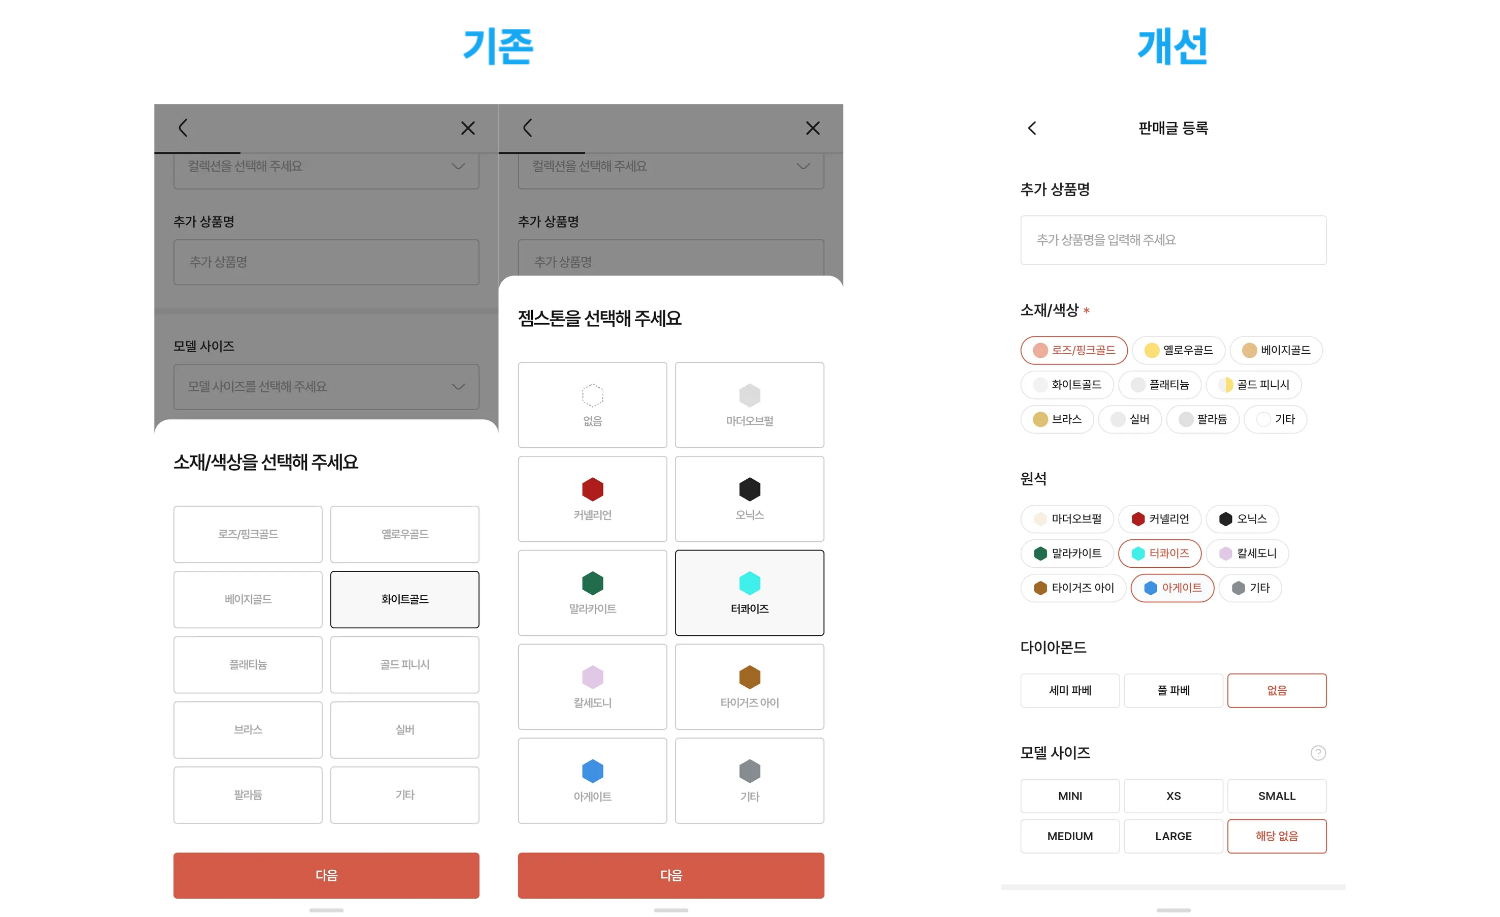 기존
컬렉션을 선택해 주세요
추가 상품명
추가 상품명
모델 사이즈
모델 사이즈를 선택해 주세요
소재/색상을 선택해 주세요
로즈/핑크골드
옐로우골드
베이지골드
화이트골드
플래티늄
골드 피니시
브라스
실버
팔라듐
기타
다음
컬렉션을 선택해 주세요
추가 상품명
추가 상품명
젬스톤을 선택해 주세요
없음
마더오브펄
커넬리언
오닉스
말라카이트
터콰이즈
칼세도니
타이거즈 아이
아게이트
기타
다음
개선
판매글 등록
추가 상품명
추가 상품명을 입력해 주세요
소재/색상 *
로즈/핑크골드 옐로우골드 베이지골드
화이트골드 플래티늄 골드 피니시
브라스 실버 팔라듐 기타
원석
마더오브펄 커넬리언 오닉스
말라카이트 터콰이즈 칼세도니
타이거즈 아이 아게이트 기타
다이아몬드
세미 파베 풀 파베 없음
모델 사이즈 ?
MINI XS SMALL
MEDIUM LARGE 해당 없음